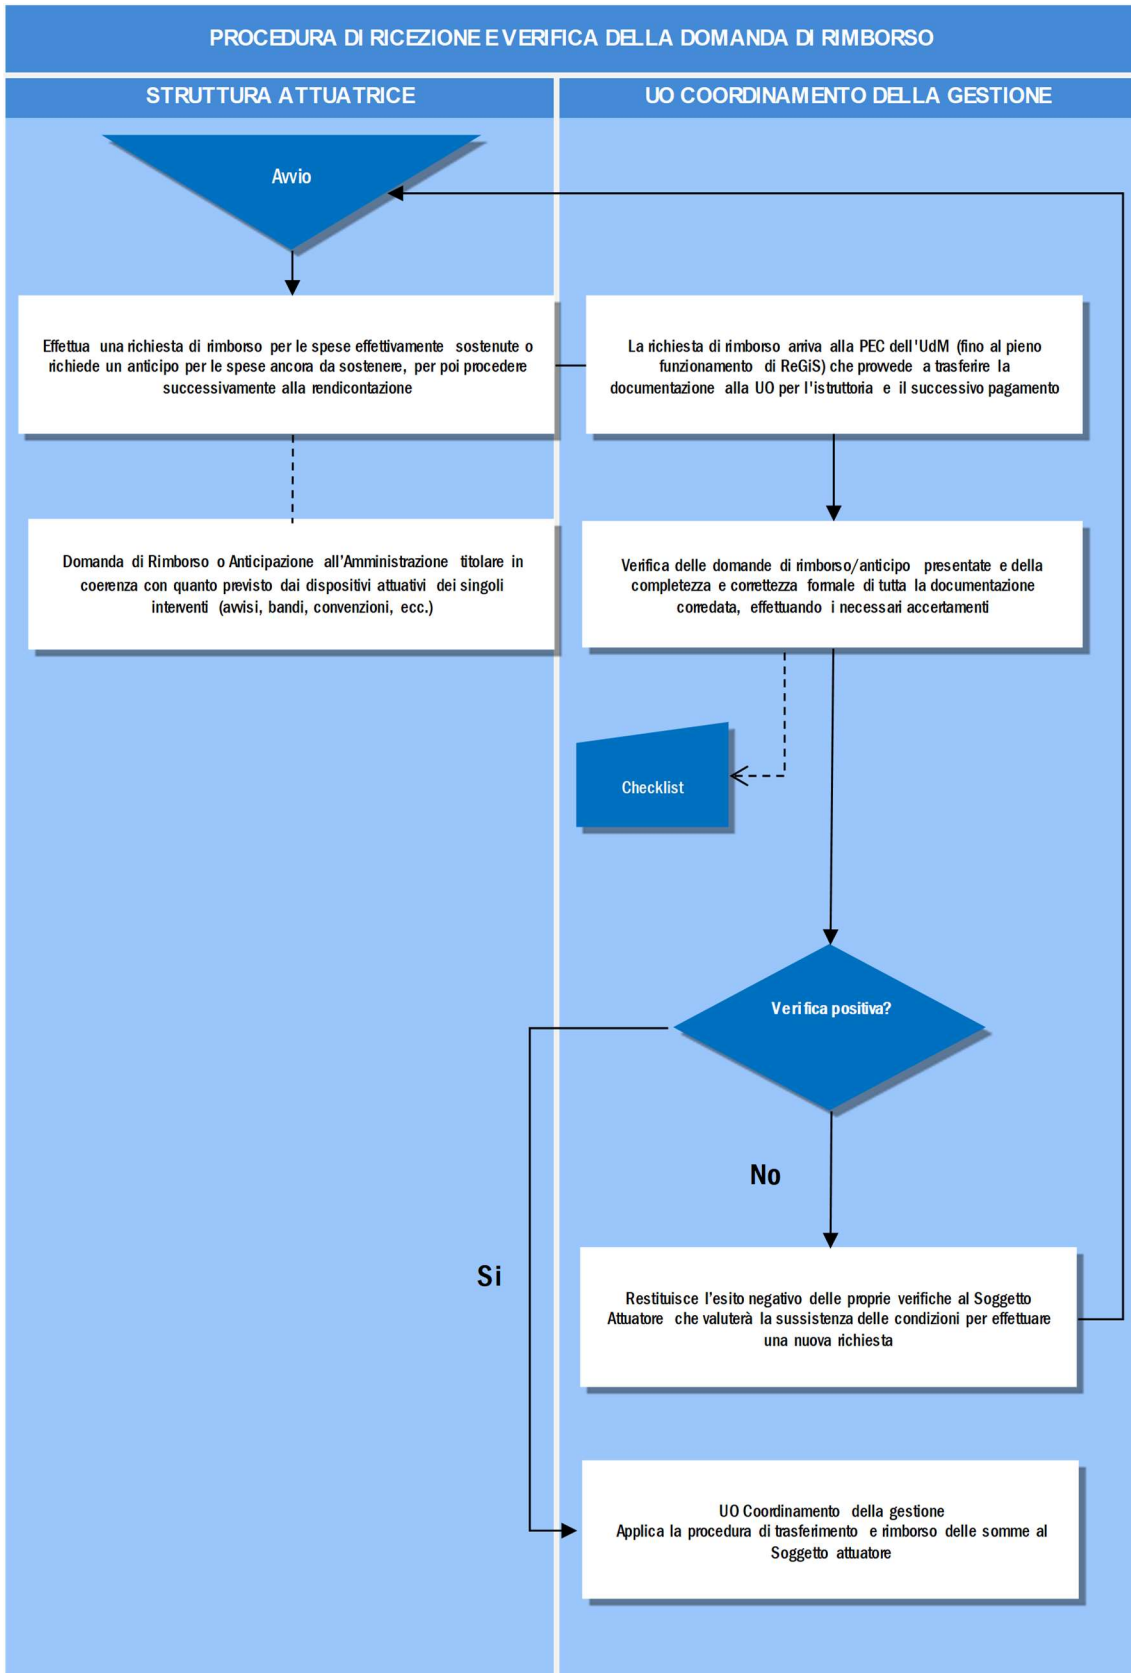 PROCEDURA DI RICEZIONE E VERIFICA DELLA DOMANDA DI RIMBORSO
STRUTTURA ATTUATRICE
UO COORDINAMENTO DELLA GESTIONE
Avvio
Effettua una richiesta di rimborso per le spese effettivamente sostenute o
richiede un anticipo per le spese ancora da sostenere, per poi procedere
successivamente alla rendicontazione
La richiesta di rimborso arriva alla PEC dell'UdM (fino al pieno
funzionamento di ReGiS) che provvede a trasferire la
documentazione alla UO per l'istruttoria e il successivo pagamento
Domanda di Rimborso o Anticipazione all'Amministrazione titolare in
coerenza con quanto previsto dai dispositivi attuativi dei singoli
interventi (avvisi, bandi, convenzioni, ecc.)
Verifica delle domande di rimborso/anticipo presentate e della
completezza e correttezza formale di tutta la documentazione
corredata, effettuando i necessari accertamenti
Checklist
Verifica positiva?
No
Si
Restituisce l'esito negativo delle proprie verifiche al Soggetto
Attuatore che valuterà la sussistenza delle condizioni per effettuare
una nuova richiesta
UO Coordinamento della gestione
Applica la procedura di trasferimento e rimborso delle somme al
Soggetto attuatore